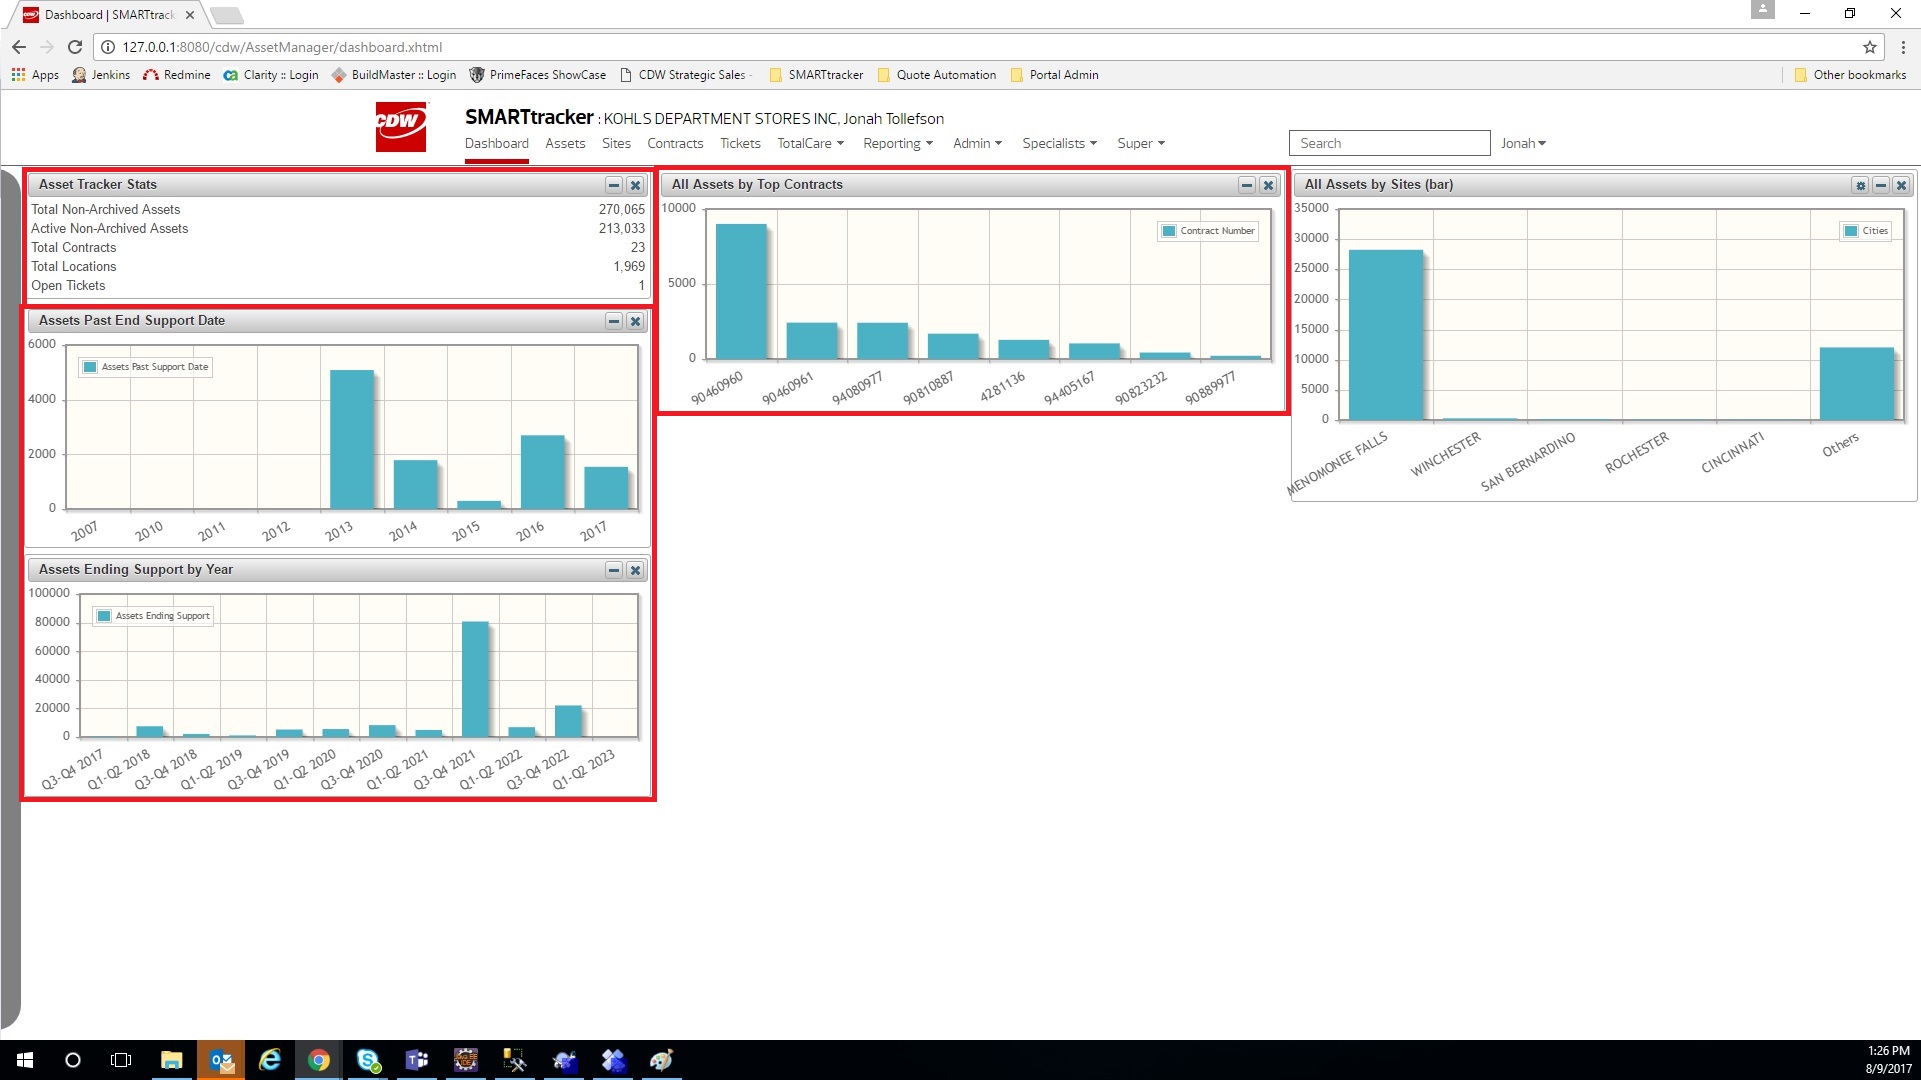 Dashboard | SMARTtrack
127.0.0.1:8080/cdw/AssetManager/dashboard.xhtml
Apps Jenkins Redmine Clarity :: Login BuildMaster :: Login PrimeFaces ShowCase CDW Strategic Sales - SMARTtracker Quote Automation Portal Admin Other bookmarks
CDW
SMARTtracker : KOHLS DEPARTMENT STORES INC, Jonah Tollefson
Dashboard Assets Sites Contracts Tickets TotalCare Reporting Admin Specialists Super Search Jonah
Asset Tracker Stats
Total Non-Archived Assets 270,065
Active Non-Archived Assets 213,033
Total Contracts 23
Total Locations 1,969
Open Tickets 1
Assets Past End Support Date
6000
Assets Past Support Date
4000
2000
0
2007 2010 2011 2012 2013 2014 2015 2016 2017
Assets Ending Support by Year
100000
Assets Ending Support
80000
60000
40000
20000
0
Q3-Q4 2017 Q1-Q2 2018 Q3-Q4 2018 Q1-Q2 2019 Q3-Q4 2019 Q1-Q2 2020 Q3-Q4 2020 Q1-Q2 2021 Q3-Q4 2021 Q1-Q2 2022 Q3-Q4 2022 Q1-Q2 2023
All Assets by Top Contracts
10000
Contract Number
5000
0
90460960 90460961 94080977 90810887 4281136 94405167 90823232 90889977
All Assets by Sites (bar)
35000
Cities
30000
25000
20000
15000
10000
5000
0
MENOMONEE FALLS WINCHESTER SAN BERNARDINO ROCHESTER CINCINNATI Others
1:26 PM
8/9/2017